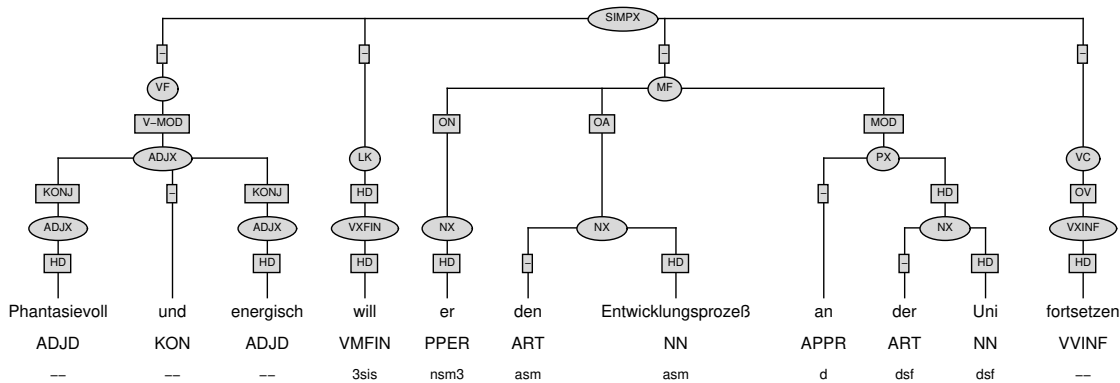 SIMPX
– – – –
VF MF
V–MOD ON OA MOD
ADJX LK PX VC
KONJ – KONJ HD – HD OV
ADJX ADJX VXFIN NX NX NX VXINF
HD HD HD HD – HD – HD HD
Phantasievoll und energisch will er den Entwicklungsprozeß an der Uni fortsetzen
ADJD KON ADJD VMFIN PPER ART NN APPR ART NN VVINF
–– –– –– 3sis nsm3 asm asm d dsf dsf ––